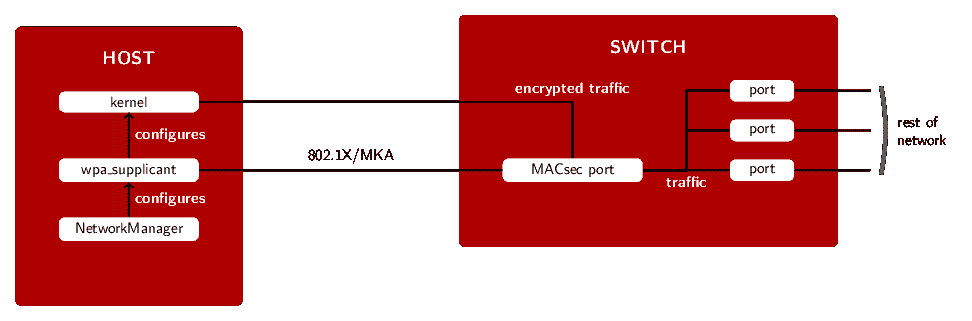 HOST
kernel
configures
wpa_supplicant
configures
NetworkManager
802.1X/MKA
SWITCH
encrypted traffic
MACsec port
traffic
port
port
port
rest of
network